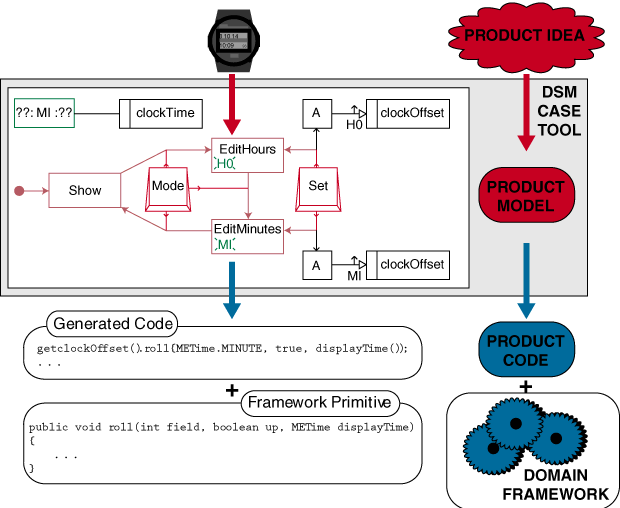 PRODUCT IDEA
10:14
10:09
DSM
CASE
TOOL
??: MI :??
clockTime
A
H0
clockOffset
EditHours
H0
Show
Mode
Set
PRODUCT
MODEL
EditMinutes
MI
A
MI
clockOffset
Generated Code
getclockOffset().roll(METime.MINUTE, true, displayTime());
...
PRODUCT
CODE
+
+
Framework Primitive
public void roll(int field, boolean up, METime displayTime)
{
...
}
DOMAIN
FRAMEWORK